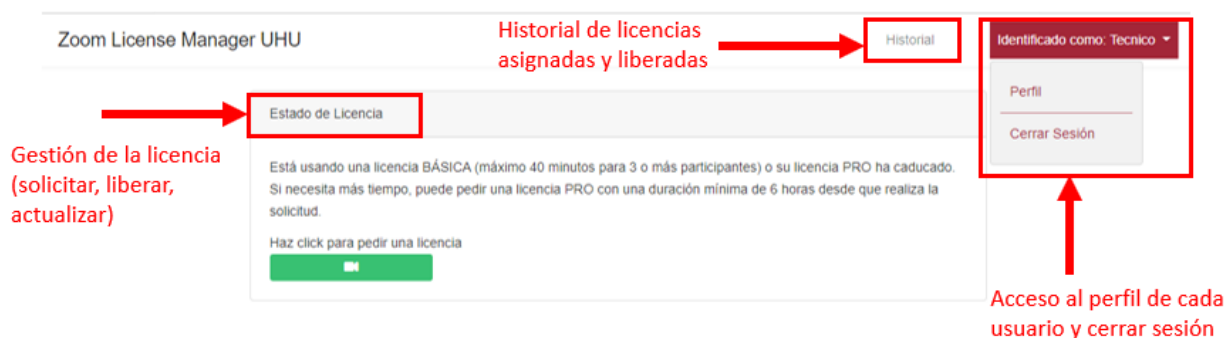 Zoom License Manager UHU
Historial de licencias
asignadas y liberadas
Historial
Identificado como: Tecnico
Perfil
Cerrar Sesión
Estado de Licencia
Gestión de la licencia
(solicitar, liberar,
actualizar)
Está usando una licencia BÁSICA (máximo 40 minutos para 3 o más participantes) o su licencia PRO ha caducado.
Si necesita más tiempo, puede pedir una licencia PRO con una duración mínima de 6 horas desde que realiza la
solicitud.
Haz click para pedir una licencia
Acceso al perfil de cada
usuario y cerrar sesión